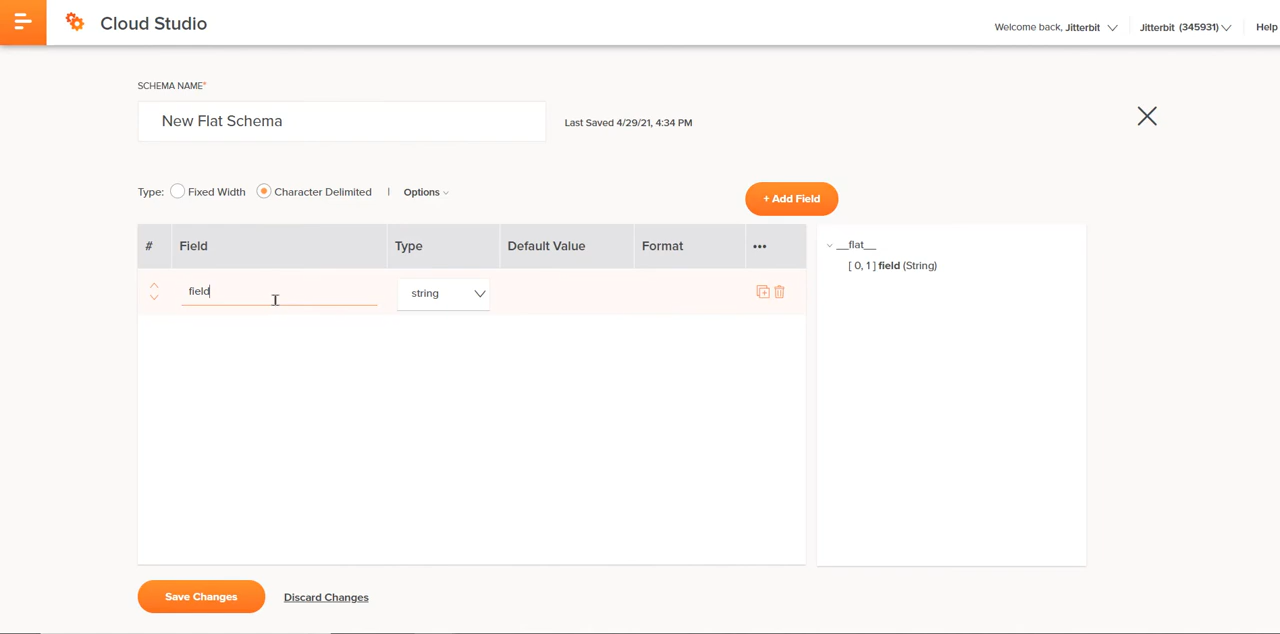 Cloud Studio
Welcome back, Jitterbit
Jitterbit (345931)
Help
SCHEMA NAME*
New Flat Schema
Last Saved 4/29/21, 4:34 PM
Type: Fixed Width Character Delimited | Options
+ Add Field
# Field Type Default Value Format •••
field string
__flat__
[ 0, 1 ] field (String)
Save Changes
Discard Changes